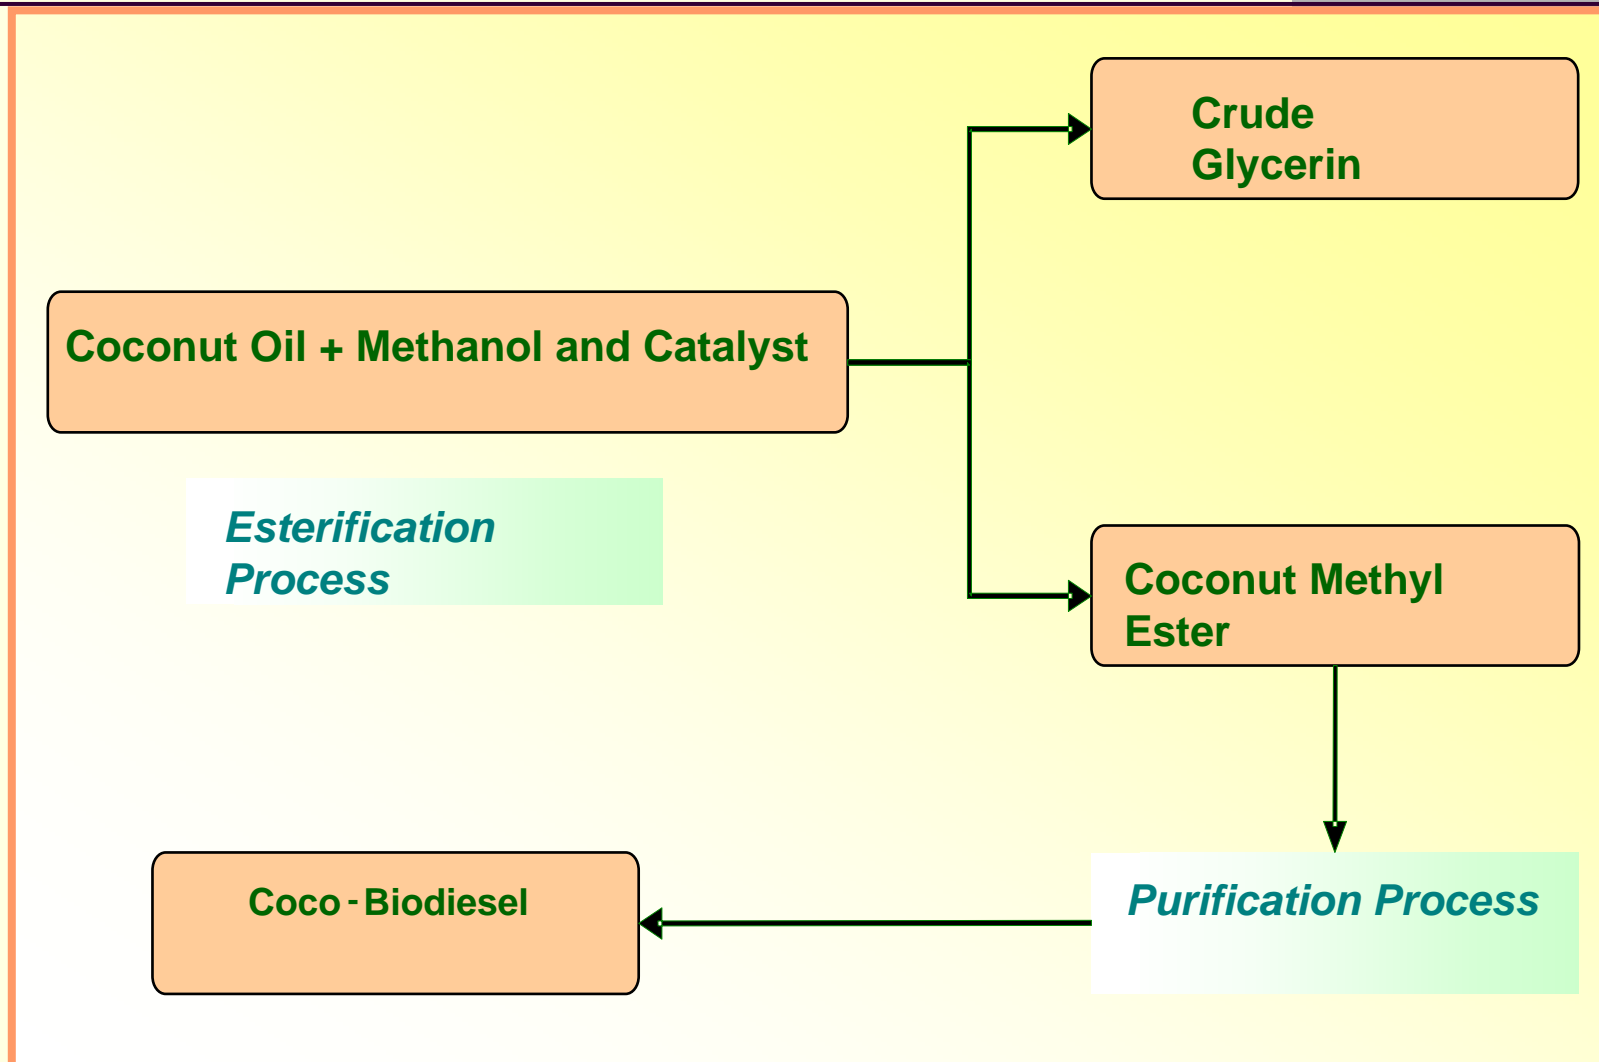 Crude
Glycerin
Coconut Oil + Methanol and Catalyst
Esterification
Process
Coconut Methyl
Ester
Coco - Biodiesel
Purification Process